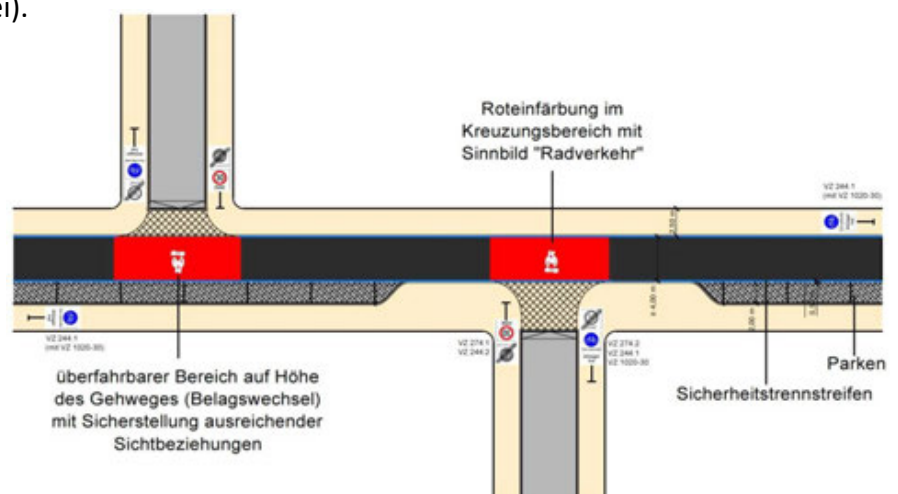 ei).
Roteinfärbung im
Kreuzungsbereich mit
Sinnbild "Radverkehr"
VZ 244.1
(mit VZ 1020-30)
VZ 244.1
(mit VZ 1020-30)
VZ 274.1
VZ 244.2
VZ 274.2
VZ 244.1
VZ 1020-30
überfahrbarer Bereich auf Höhe
des Gehweges (Belagswechsel)
mit Sicherstellung ausreichender
Sichtbeziehungen
Parken
Sicherheitstrennstreifen